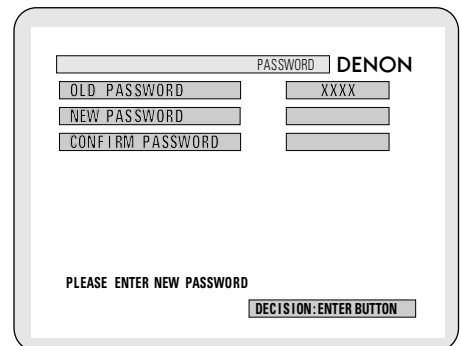 PASSWORD DENON
OLD PASSWORD XXXX
NEW PASSWORD
CONFIRM PASSWORD
PLEASE ENTER NEW PASSWORD
DECISION:ENTER BUTTON